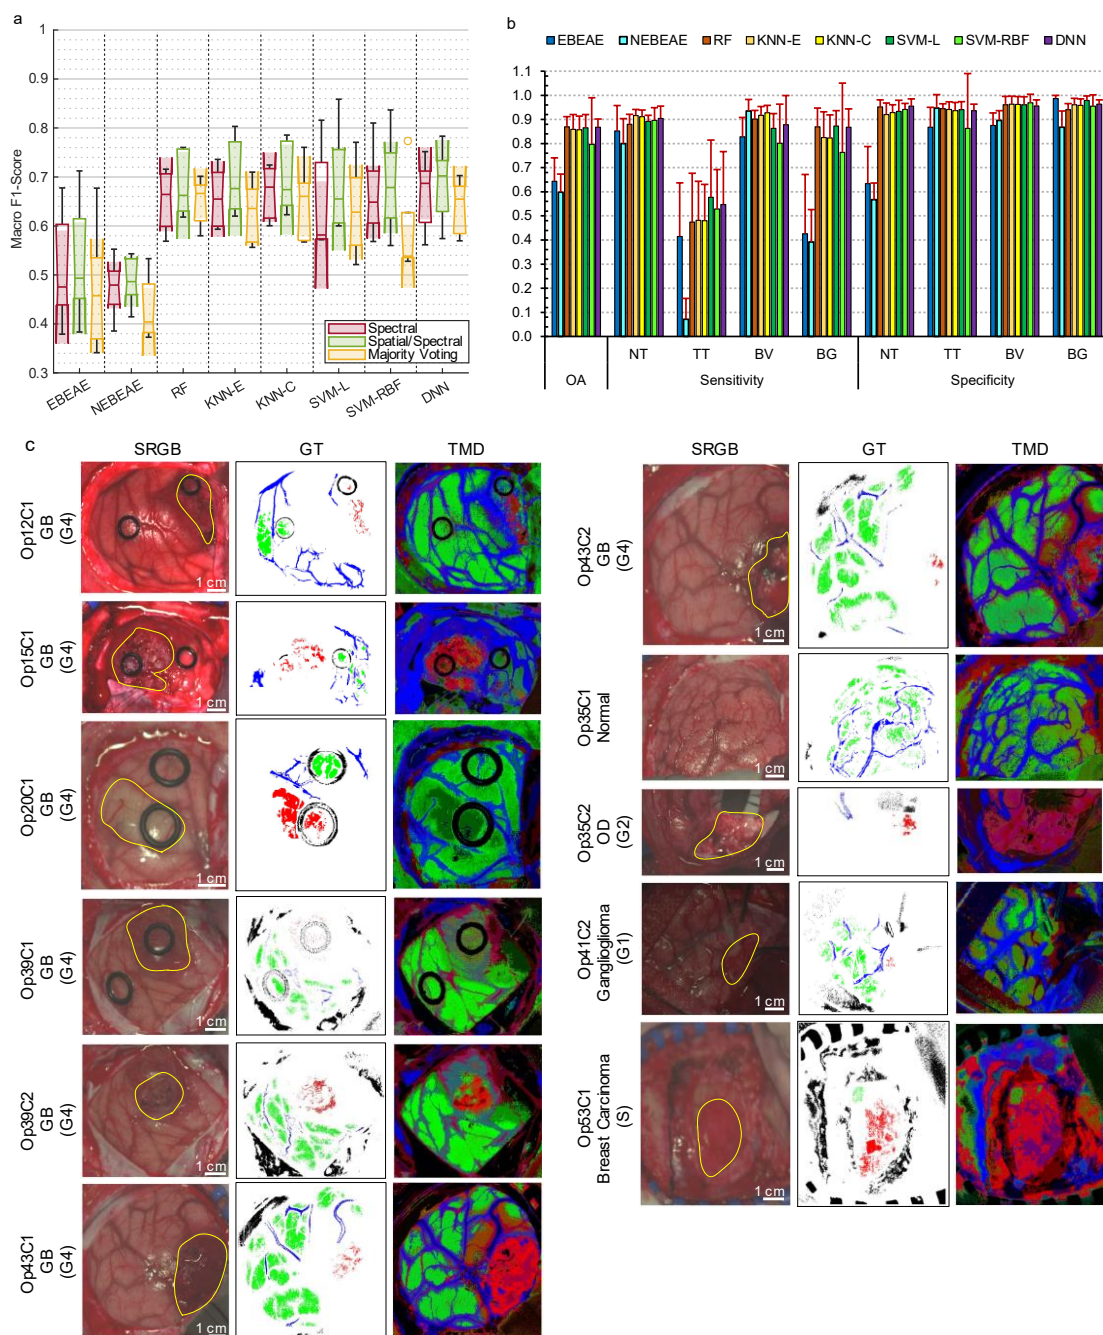 a
Macro F1-Score
1
0.9
0.8
0.7
0.6
0.5
0.4
0.3
Spectral
Spatial/Spectral
Majority Voting
EBEAE
NEBEAE
RF
KNN-E
KNN-C
SVM-L
SVM-RBF
DNN
b
EBEAE NEBEAE RF KNN-E KNN-C SVM-L SVM-RBF DNN
1.1
1.0
0.9
0.8
0.7
0.6
0.5
0.4
0.3
0.2
0.1
0.0
NT TT BV BG NT TT BV BG
OA Sensitivity Specificity
c
SRGB GT TMD
Op12C1
GB
(G4)
1 cm
Op15C1
GB
(G4)
1 cm
Op20C1
GB
(G4)
1 cm
Op39C1
GB
(G4)
1 cm
Op39C2
GB
(G4)
1 cm
Op43C1
GB
(G4)
1 cm
SRGB GT TMD
Op43C2
GB
(G4)
1 cm
Op35C1
Normal
1 cm
Op35C2
OD
(G2)
1 cm
Op41C2
Ganglioglioma
(G1)
1 cm
Op53C1
Breast Carcinoma
(S)
1 cm